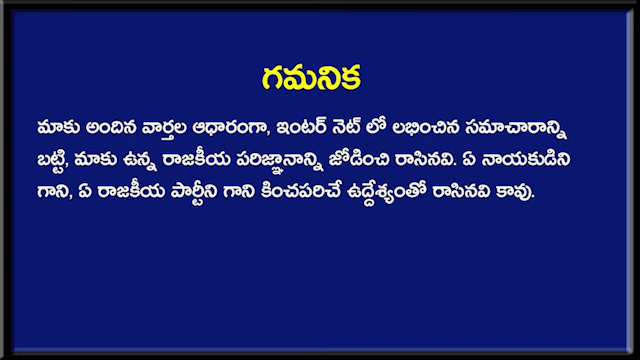 గమనిక
మాకు అందిన వార్తల ఆధారంగా, ఇంటర్ నెట్ లో లభించిన సమాచారాన్ని
బట్టి, మాకు ఉన్న రాజకీయ పరిజ్ఞానాన్ని జోడించి రాసినవి. ఏ నాయకుడిని
గాని, ఏ రాజకీయ పార్టీని గాని కించపరిచే ఉద్దేశ్యంతో రాసినవి కావు.